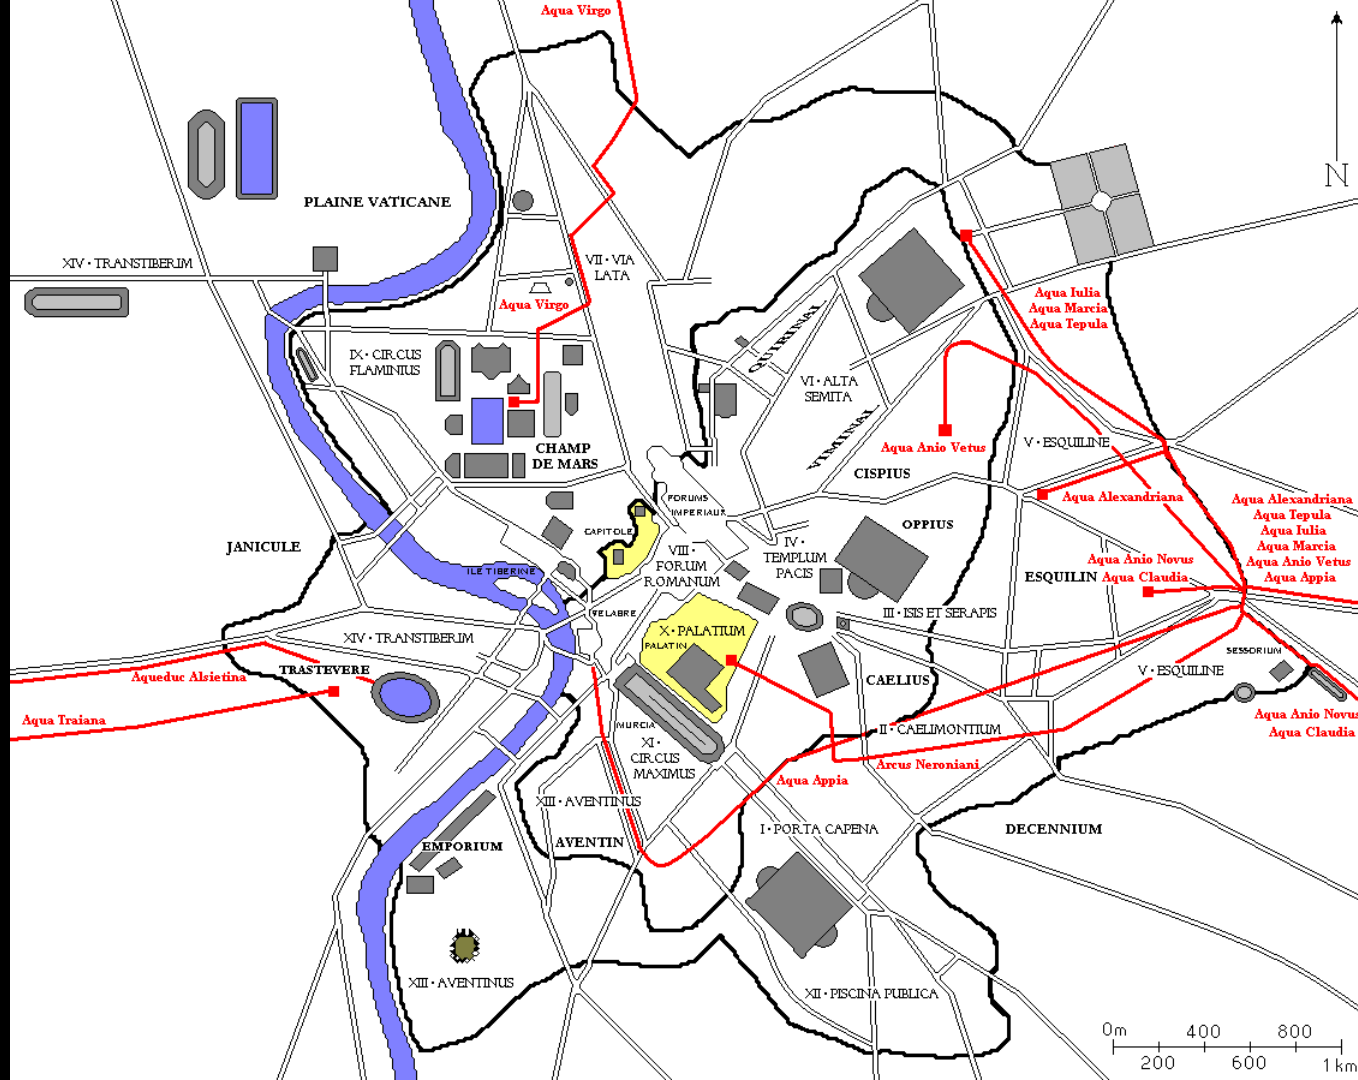 Aqua Virgo
N
PLAINE VATICANE
XIV · TRANSTIBERIM
VII · VIA
LATA
Aqua Virgo
Aqua Iulia
Aqua Marcia
Aqua Tepula
QUIRINAL
IX · CIRCUS
FLAMINIUS
VI · ALTA
SEMITA
VIMINAL
CHAMP
DE MARS
Aqua Anio Vetus
V · ESQUILINE
CISPIUS
FORUMS
IMPERIAUX
Aqua Alexandriana
Aqua Alexandriana
Aqua Tepula
Aqua Iulia
Aqua Marcia
Aqua Anio Vetus
Aqua Appia
CAPITOLE
OPPIUS
JANICULE
VIII ·
FORUM
ROMANUM
IV ·
TEMPLUM
PACIS
ILE TIBERINE
ESQUILIN
Aqua Anio Novus
Aqua Claudia
VELABRE
III · ISIS ET SERAPIS
XIV · TRANSTIBERIM
X · PALATIUM
PALATIN
SESSORIUM
TRASTEVERE
Aqueduc Alsietina
CAELIUS
V · ESQUILINE
Aqua Traiana
MURCIA
XI ·
CIRCUS
MAXIMUS
II · CAELIMONTIUM
Aqua Anio Novus
Aqua Claudia
Arcus Neroniani
Aqua Appia
XIII · AVENTINUS
I · PORTA CAPENA
DECENNIUM
EMPORIUM
AVENTIN
XIII · AVENTINUS
XII · PISCINA PUBLICA
0m 400 800
200 600 1km